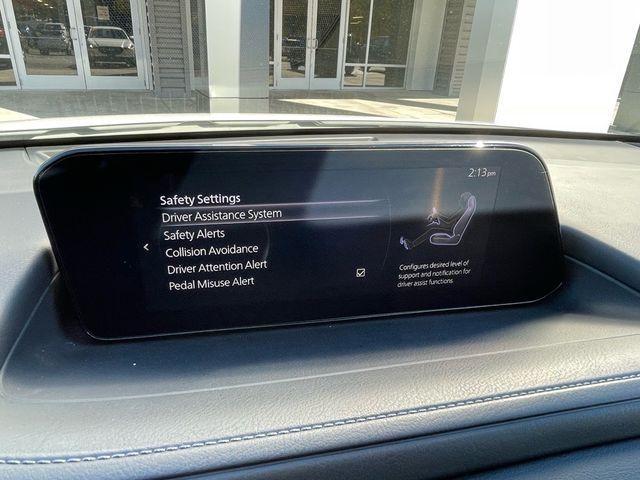 2:13pm
Safety Settings
Driver Assistance System
Safety Alerts
Collision Avoidance
Driver Attention Alert
Pedal Misuse Alert
Configures desired level of
support and notification for
driver assist functions